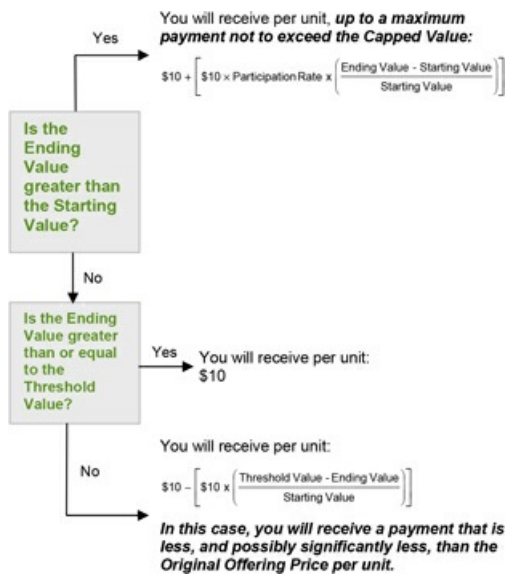 You will receive per unit, up to a maximum
payment not to exceed the Capped Value:
Yes
$10 + [$10 × Participation Rate x (Ending Value - Starting Value / Starting Value)]
Is the
Ending
Value
greater than
the Starting
Value?
No
Is the Ending
Value greater
than or equal
to the
Threshold
Value?
Yes
You will receive per unit:
$10
You will receive per unit:
No
$10 – [$10 x (Threshold Value - Ending Value / Starting Value)]
In this case, you will receive a payment that is
less, and possibly significantly less, than the
Original Offering Price per unit.